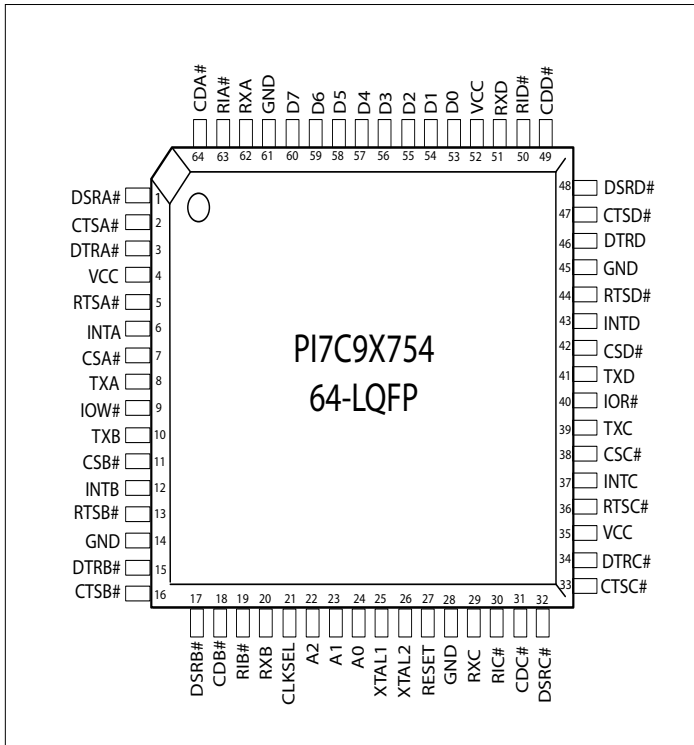 CDA#
RIA#
RXA
GND
D7
D6
D5
D4
D3
D2
D1
D0
VCC
RXD
RID#
CDD#
64
63
62
61
60
59
58
57
56
55
54
53
52
51
50
49
DSRA# 1
CTSA# 2
DTRA# 3
VCC 4
RTSA# 5
INTA 6
CSA# 7
TXA 8
IOW# 9
TXB 10
CSB# 11
INTB 12
RTSB# 13
GND 14
DTRB# 15
CTSB# 16
PI7C9X754
64-LQFP
48 DSRD#
47 CTSD#
46 DTRD
45 GND
44 RTSD#
43 INTD
42 CSD#
41 TXD
40 IOR#
39 TXC
38 CSC#
37 INTC
36 RTSC#
35 VCC
34 DTRC#
33 CTSC#
17
18
19
20
21
22
23
24
25
26
27
28
29
30
31
32
DSRB#
CDB#
RIB#
RXB
CLKSEL
A2
A1
A0
XTAL1
XTAL2
RESET
GND
RXC
RIC#
CDC#
DSRC#